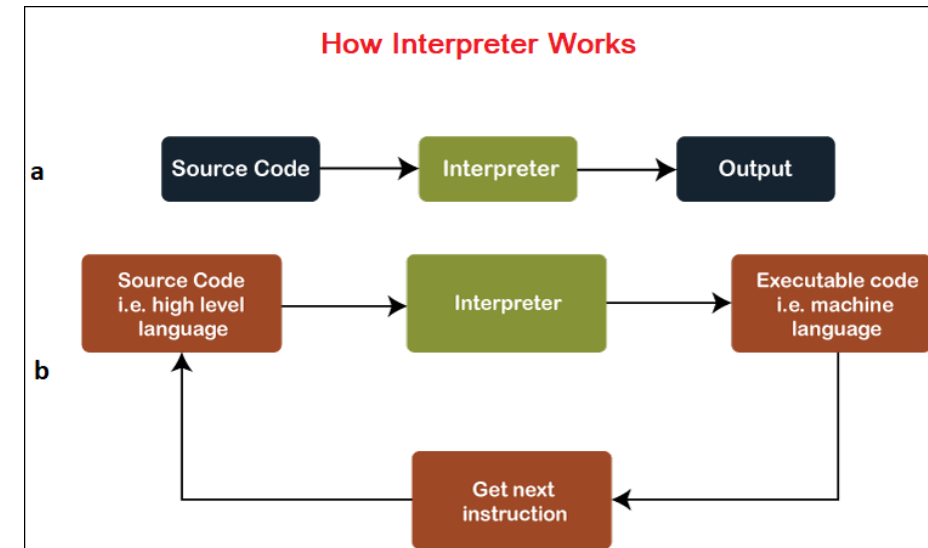 How Interpreter Works
a
Source Code
Interpreter
Output
Source Code
i.e. high level
language
Interpreter
Executable code
i.e. machine
language
b
Get next
instruction